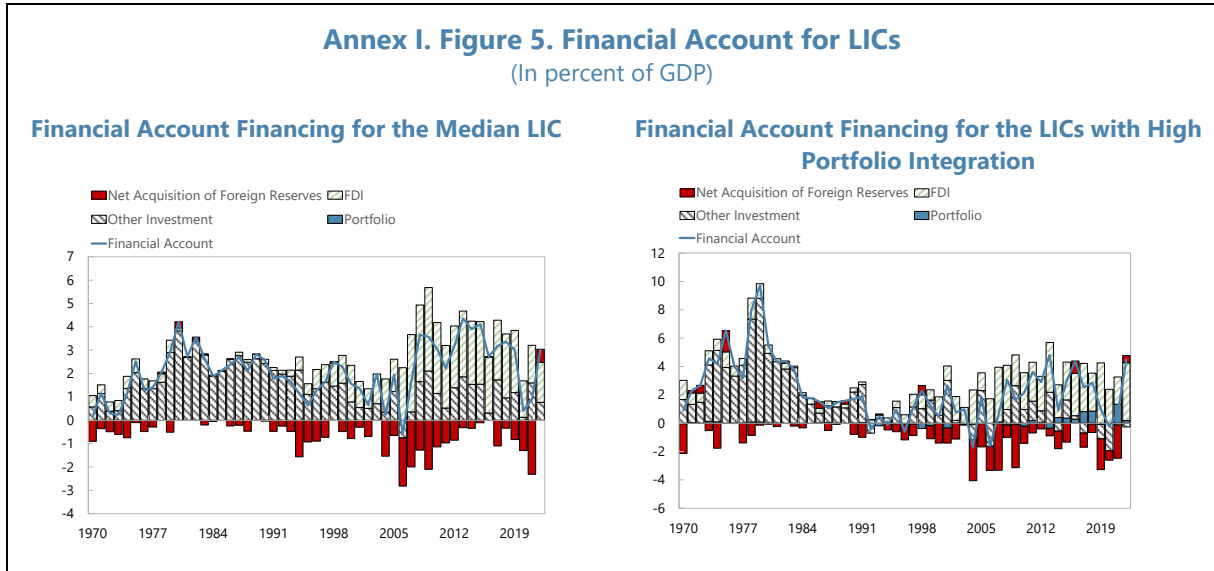 Annex I. Figure 5. Financial Account for LICs
(In percent of GDP)
Financial Account Financing for the Median LIC
Net Acquisition of Foreign Reserves FDI
Other Investment Portfolio
Financial Account
7
6
5
4
3
2
1
0
-1
-2
-3
-4
1970 1977 1984 1991 1998 2005 2012 2019
Financial Account Financing for the LICs with High
Portfolio Integration
Net Acquisition of Foreign Reserves FDI
Other Investment Portfolio
Financial Account
12
10
8
6
4
2
0
-2
-4
-6
1970 1977 1984 1991 1998 2005 2012 2019